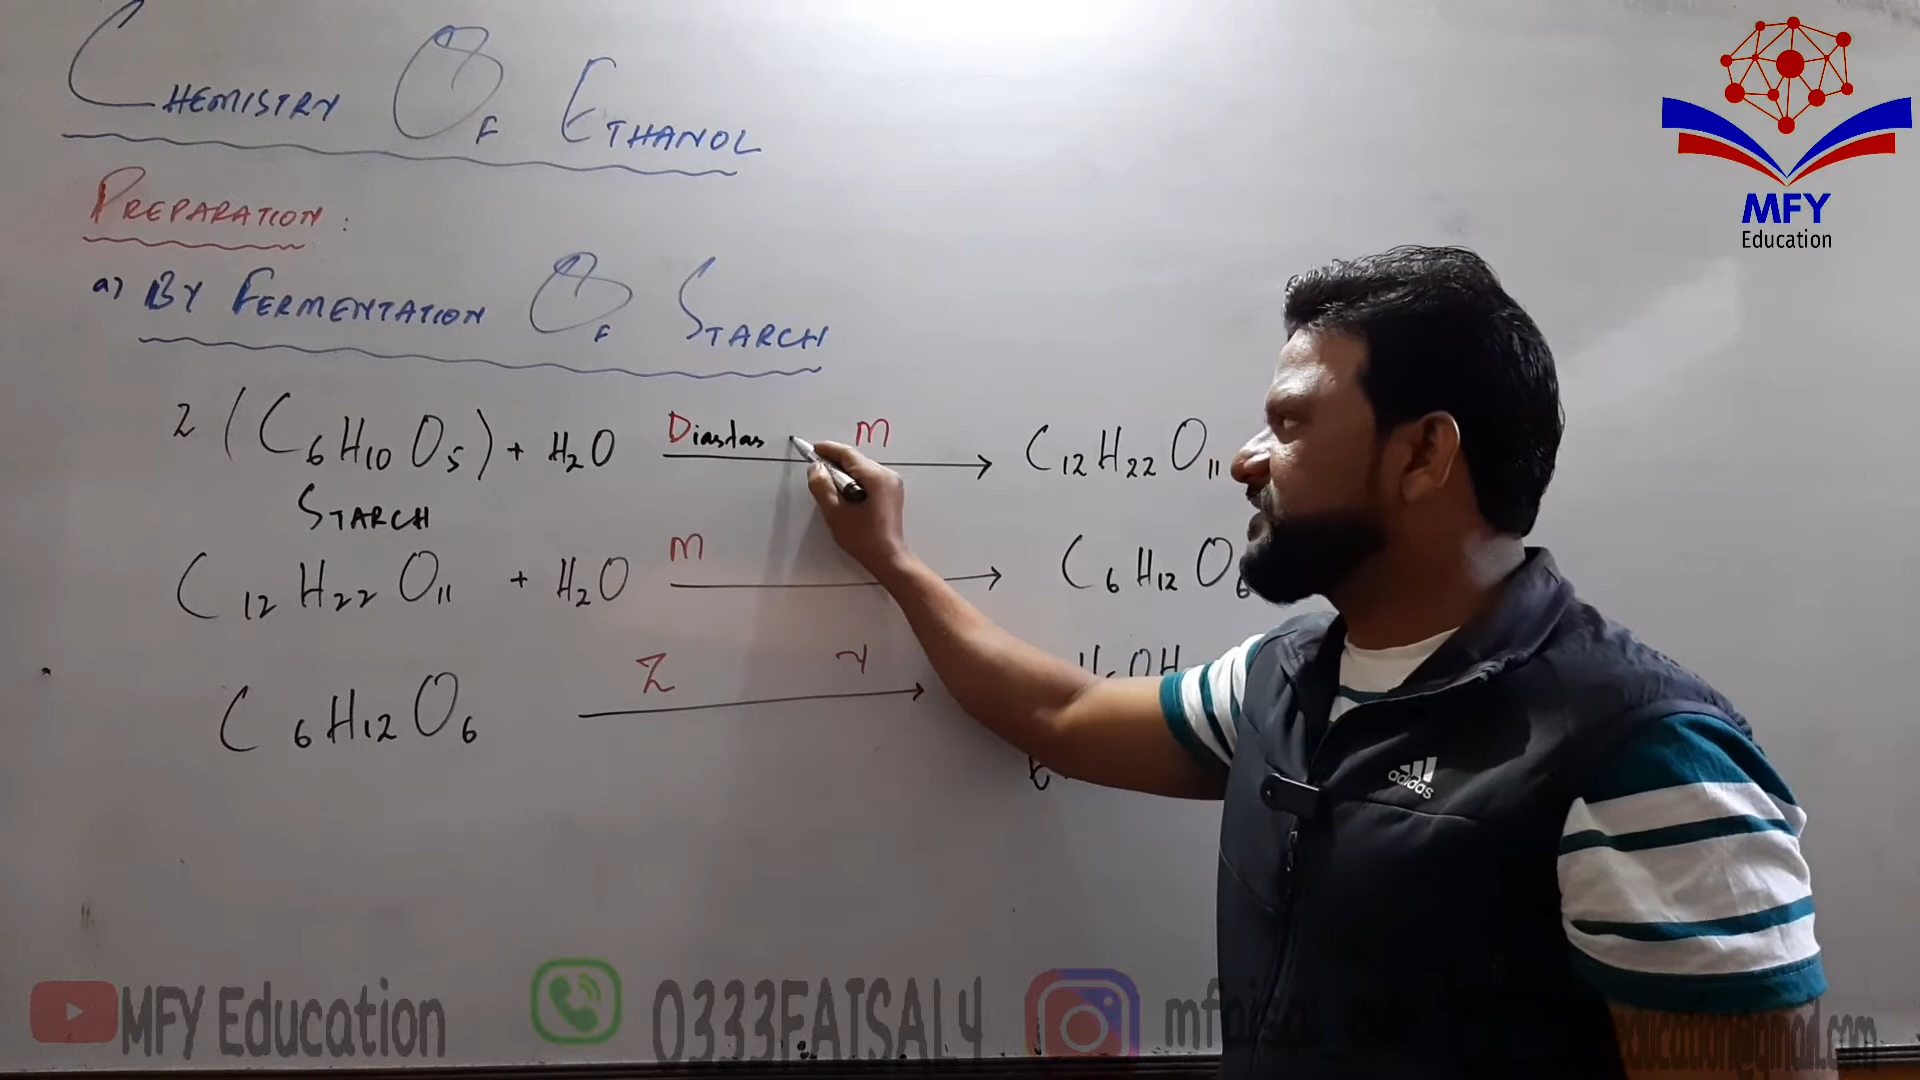 CHEMISTRY OF ETHANOL
PREPARATION :
a) BY FERMENTATION OF STARCH
2 (C6H10O5) + H2O Diastas m → C12H22O11
STARCH
C12H22O11 + H2O m → C6H12O6
C6H12O6 Z y → H5OH
MFY
Education
adidas
MFY Education
0333FAISAL4